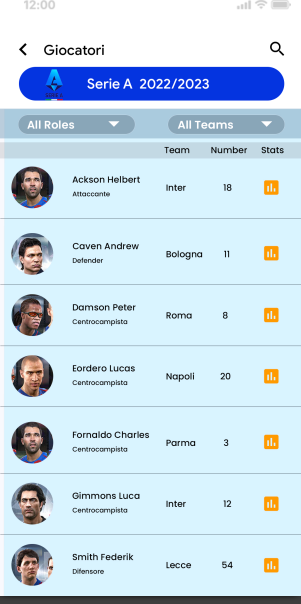 12:00
Giocatori
Serie A 2022/2023
All Roles All Teams
Team Number Stats
Ackson Helbert
Attaccante
Inter 18
Caven Andrew
Defender
Bologna 11
Damson Peter
Centrocampista
Roma 8
Eordero Lucas
Centrocampista
Napoli 20
Fornaldo Charles
Centrocampista
Parma 3
Gimmons Luca
Centrocampista
Inter 12
Smith Federik
Difensore
Lecce 54